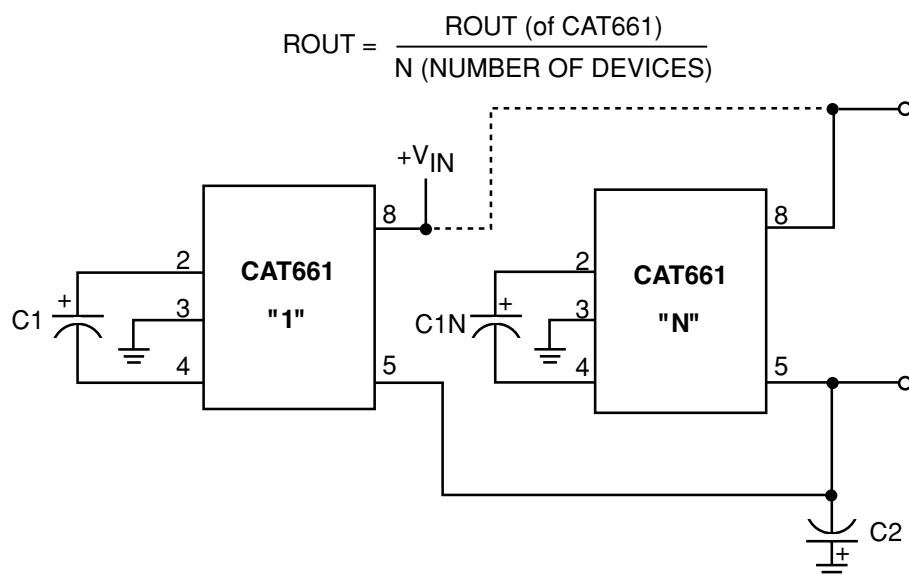 ROUT = ROUT (of CAT661)
N (NUMBER OF DEVICES)
+VIN
8
8
2
CAT661
2
CAT661
C1
+
3
"1"
C1N
+
3
"N"
4
5
4
5
C2
+